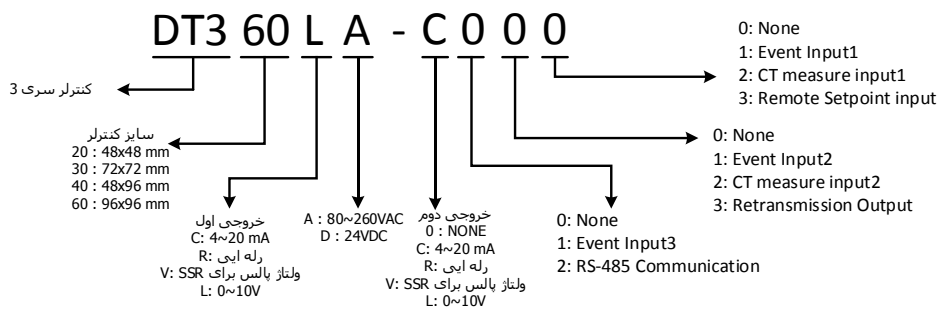 DT3 60 L A - C 0 0 0
کنترلر سری 3
سایز کنترلر
20 : 48x48 mm
30 : 72x72 mm
40 : 48x96 mm
60 : 96x96 mm
خروجی اول
C: 4~20 mA
R: رله ایی
V: SSR ولتاژ پالس برای
L: 0~10V
A : 80~260VAC
D : 24VDC
خروجی دوم
0 : NONE
C: 4~20 mA
R: رله ایی
V: SSR ولتاژ پالس برای
L: 0~10V
0: None
1: Event Input3
2: RS-485 Communication
0: None
1: Event Input2
2: CT measure input2
3: Retransmission Output
0: None
1: Event Input1
2: CT measure input1
3: Remote Setpoint input